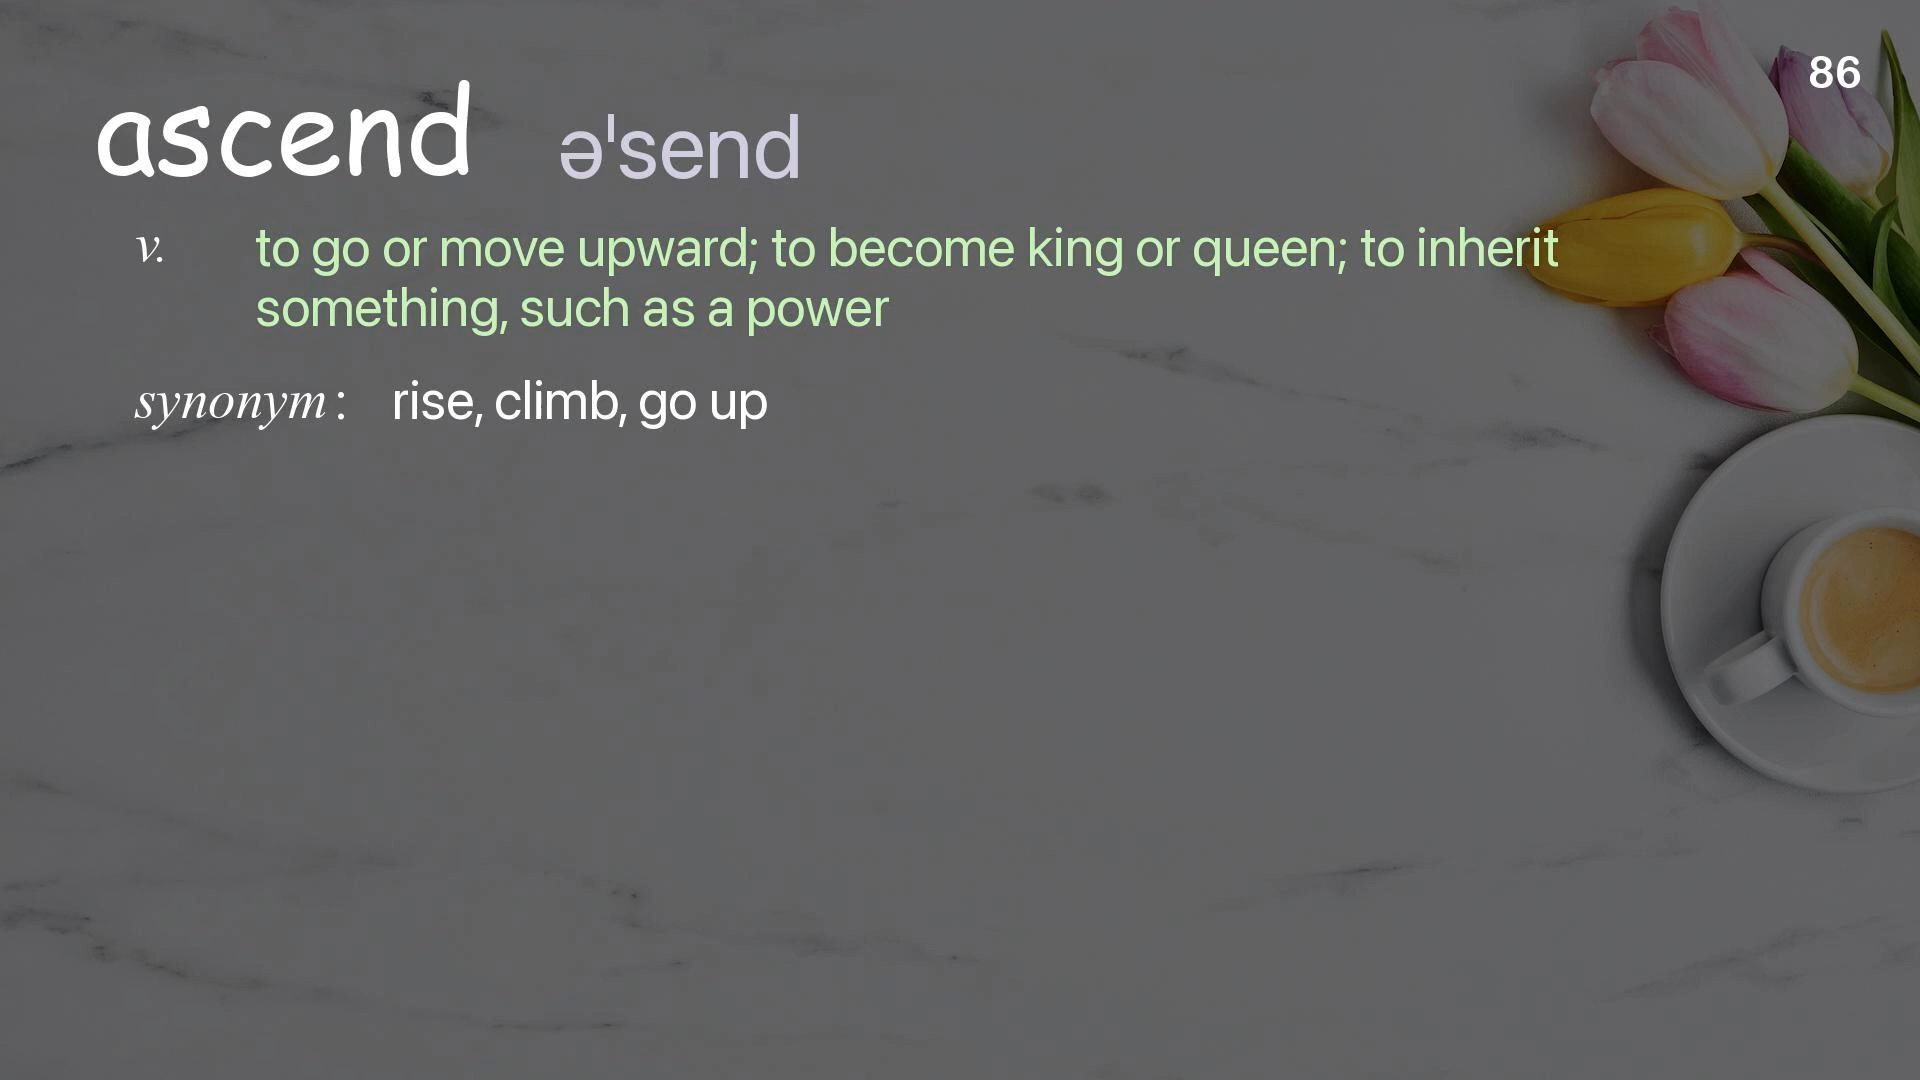 86
ascend əˈsend
v. to go or move upward; to become king or queen; to inherit
something, such as a power
synonym: rise, climb, go up